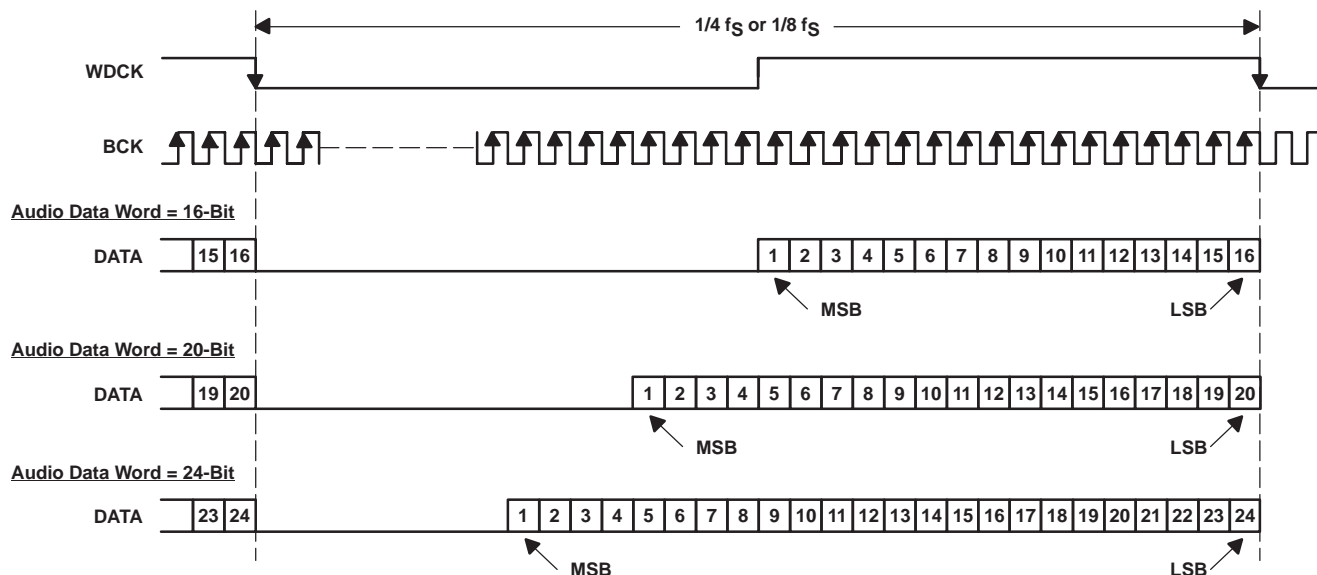 1/4 fS or 1/8 fS
WDCK
BCK
Audio Data Word = 16-Bit
DATA 15 16 1 2 3 4 5 6 7 8 9 10 11 12 13 14 15 16
MSB LSB
Audio Data Word = 20-Bit
DATA 19 20 1 2 3 4 5 6 7 8 9 10 11 12 13 14 15 16 17 18 19 20
MSB LSB
Audio Data Word = 24-Bit
DATA 23 24 1 2 3 4 5 6 7 8 9 10 11 12 13 14 15 16 17 18 19 20 21 22 23 24
MSB LSB